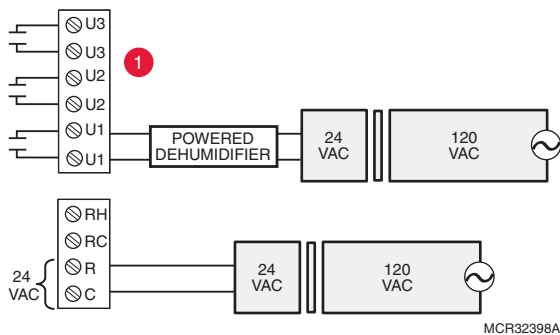 U3
U3
1
U2
U2
U1
U1
POWERED
DEHUMIDIFIER
24
VAC
120
VAC
RH
RC
R
C
24
VAC
24
VAC
120
VAC
MCR32398A